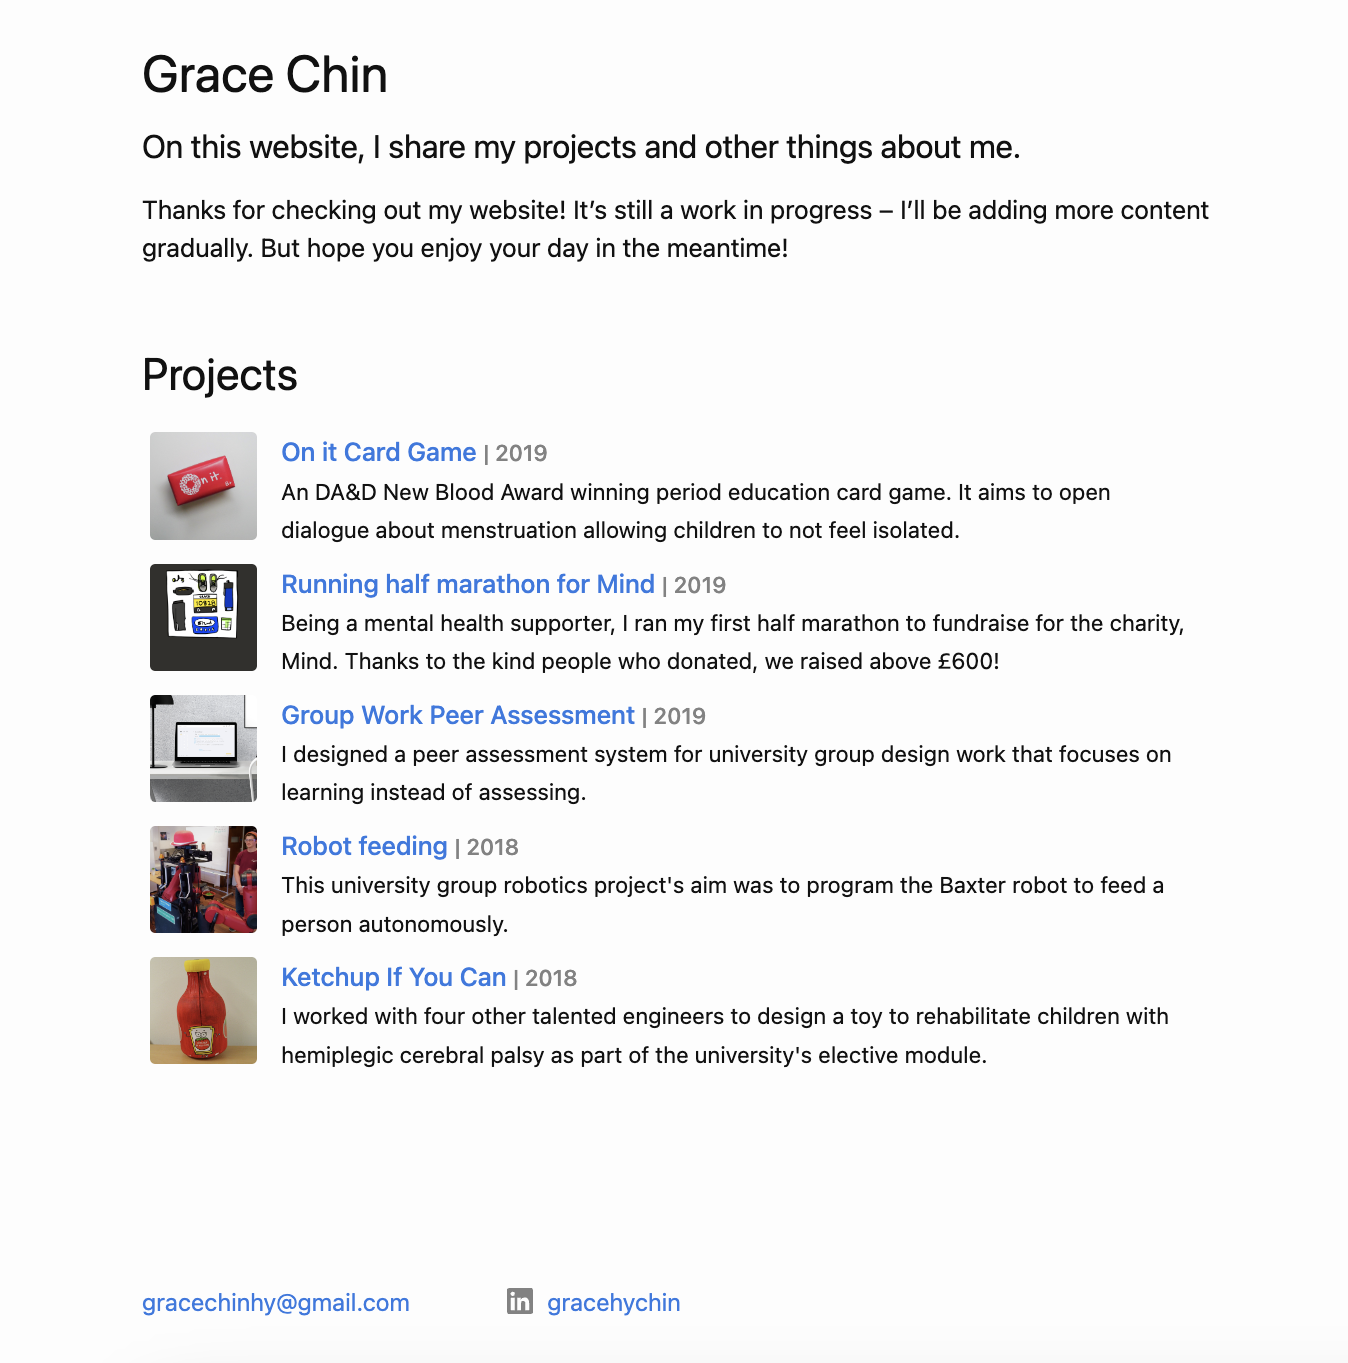 Grace Chin
On this website, I share my projects and other things about me.
Thanks for checking out my website! It’s still a work in progress – I’ll be adding more content
gradually. But hope you enjoy your day in the meantime!
Projects
On it.
On it Card Game | 2019
An DA&D New Blood Award winning period education card game. It aims to open
dialogue about menstruation allowing children to not feel isolated.
Running half marathon for Mind | 2019
Being a mental health supporter, I ran my first half marathon to fundraise for the charity,
Mind. Thanks to the kind people who donated, we raised above £600!
Group Work Peer Assessment | 2019
I designed a peer assessment system for university group design work that focuses on
learning instead of assessing.
Robot feeding | 2018
This university group robotics project's aim was to program the Baxter robot to feed a
person autonomously.
Ketchup If You Can | 2018
I worked with four other talented engineers to design a toy to rehabilitate children with
hemiplegic cerebral palsy as part of the university's elective module.
gracechinhy@gmail.com
in gracehychin